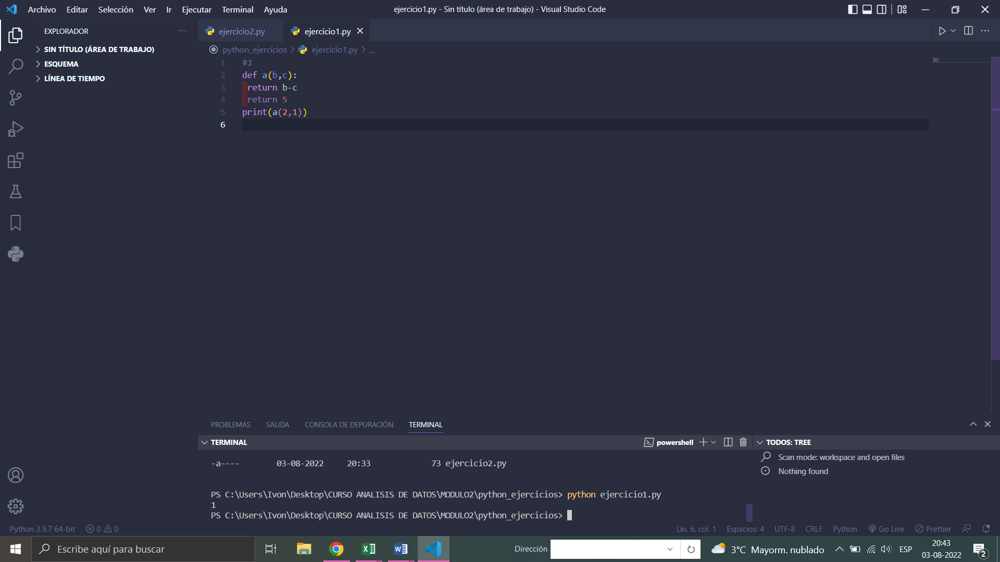 Archivo Editar Selección Ver Ir Ejecutar Terminal Ayuda
ejercicio1.py - Sin título (área de trabajo) - Visual Studio Code
EXPLORADOR
SIN TÍTULO (ÁREA DE TRABAJO)
ESQUEMA
LÍNEA DE TIEMPO
ejercicio2.py
ejercicio1.py
python_ejercicios > ejercicio1.py > ...
1 #1
2 def a(b,c):
3 return b-c
4 return 5
5 print(a(2,1))
6
PROBLEMAS SALIDA CONSOLA DE DEPURACIÓN TERMINAL
TERMINAL
powershell
-a---- 03-08-2022 20:33 73 ejercicio2.py
PS C:\Users\Ivon\Desktop\CURSO ANALISIS DE DATOS\MODULO2\python_ejercicios> python ejercicio1.py
1
PS C:\Users\Ivon\Desktop\CURSO ANALISIS DE DATOS\MODULO2\python_ejercicios>
TODOS: TREE
Scan mode: workspace and open files
Nothing found
Python 3.9.7 64-bit 0 0
Lín. 6, col. 1 Espacios: 4 UTF-8 CRLF Python Go Live Prettier
Escribe aquí para buscar
Dirección
3°C Mayorm. nublado
ESP
20:43
03-08-2022
2